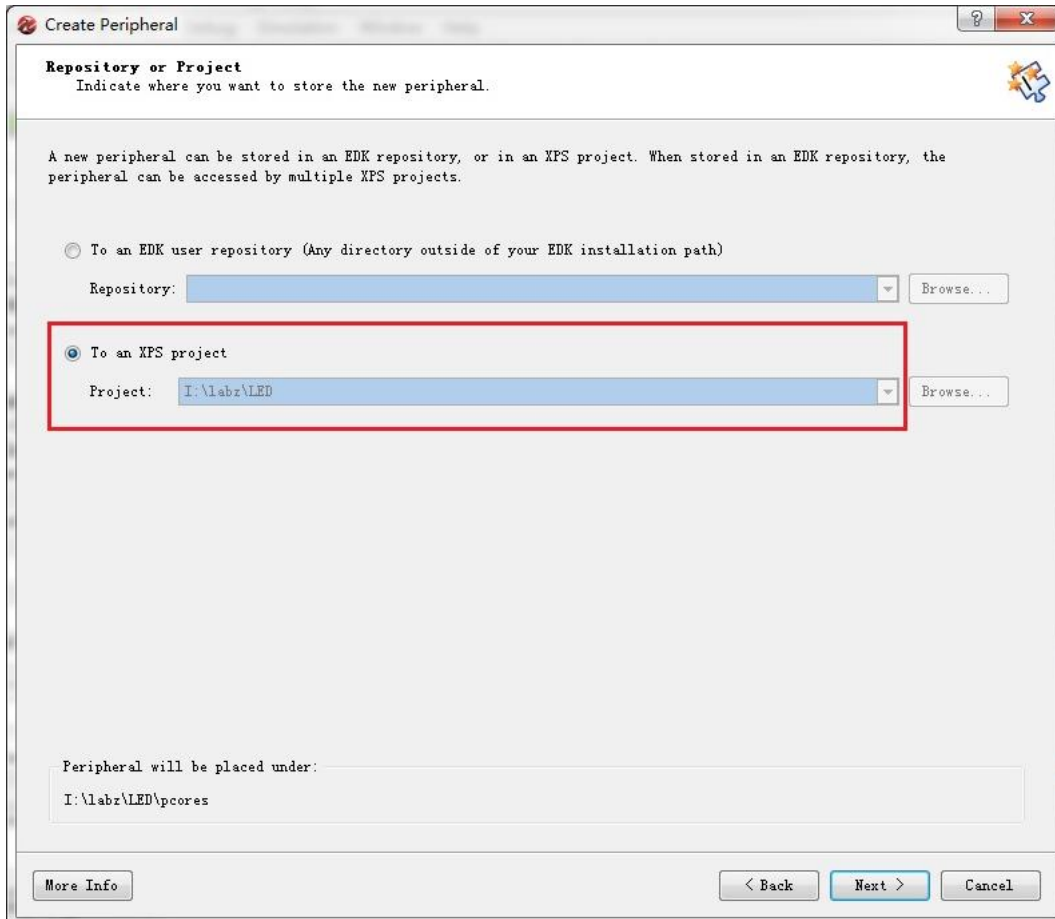 Create Peripheral
Repository or Project
Indicate where you want to store the new peripheral.
A new peripheral can be stored in an EDK repository, or in an XPS project. When stored in an EDK repository, the
peripheral can be accessed by multiple XPS projects.
To an EDK user repository (Any directory outside of your EDK installation path)
Repository:
Browse...
To an XPS project
Project:
I:\labz\LED
Browse...
Peripheral will be placed under:
I:\labz\LED\pcores
More Info
< Back
Next >
Cancel